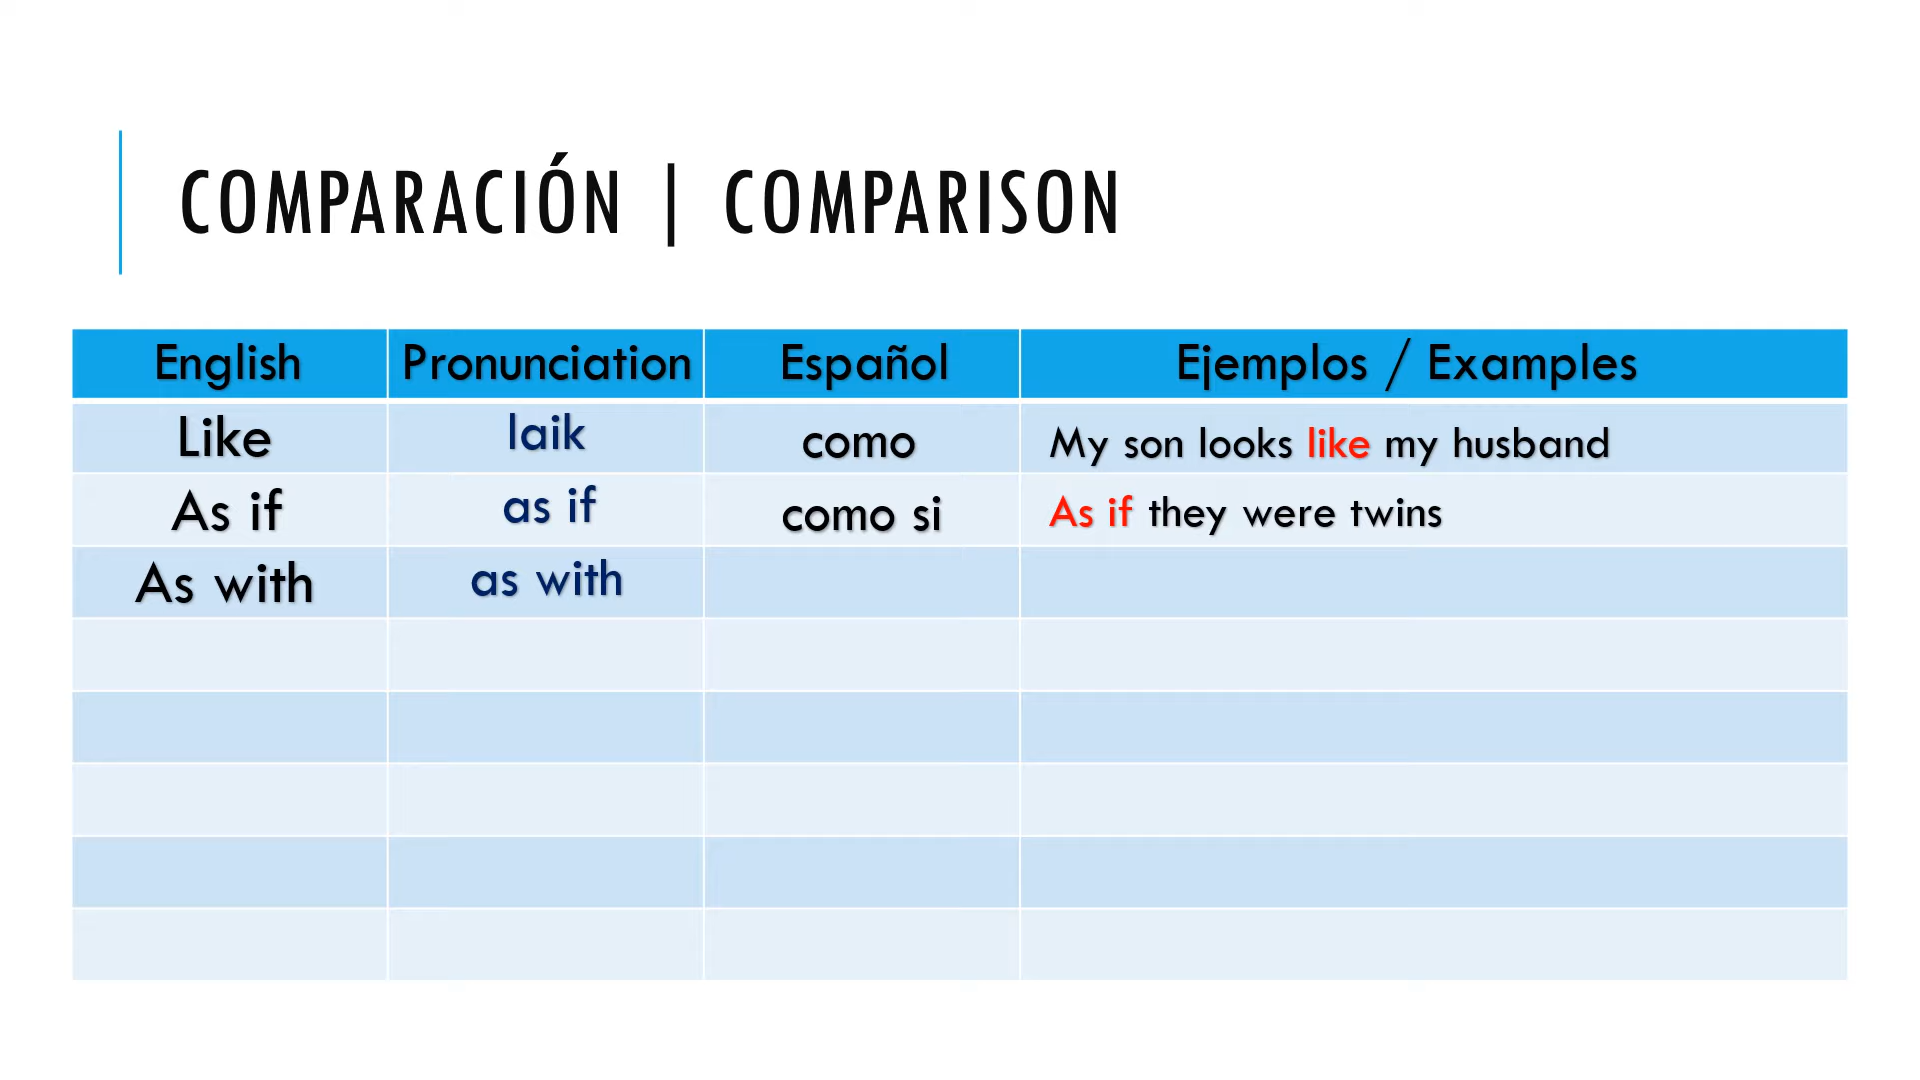 COMPARACIÓN | COMPARISON
English Pronunciation Español Ejemplos / Examples
Like laik como My son looks like my husband
As if as if como si As if they were twins
As with as with